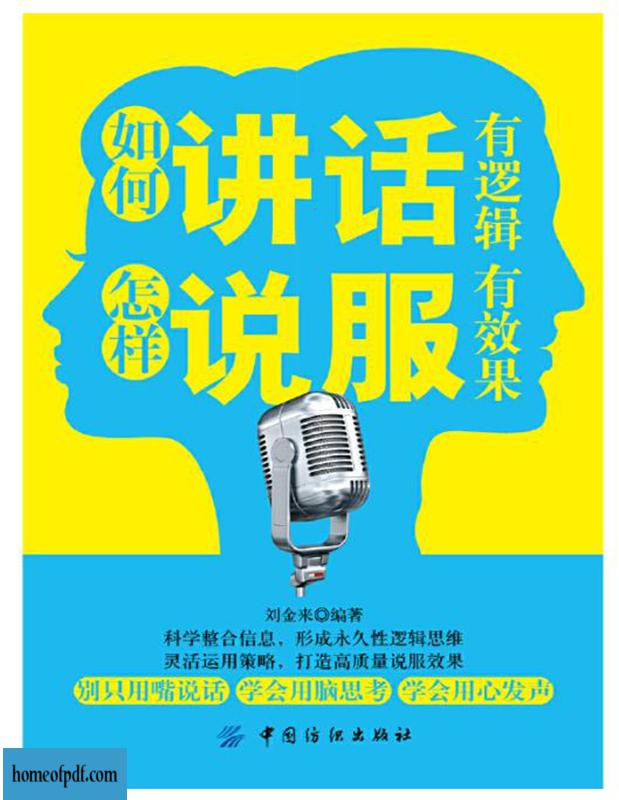 如何讲话有逻辑
怎样说服有效果
刘金来◎编著
科学整合信息，形成永久性逻辑思维
灵活运用策略，打造高质量说服效果
别只用嘴说话 学会用脑思考 学会用心发声
中国纺织出版社
homeofpdf.com